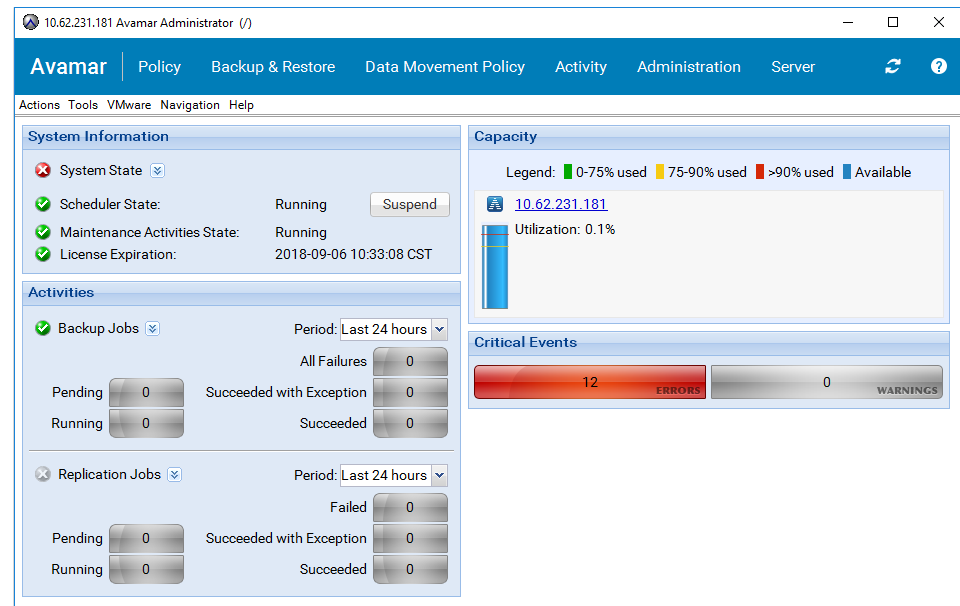 10.62.231.181 Avamar Administrator (/)
Avamar Policy Backup & Restore Data Movement Policy Activity Administration Server
Actions Tools VMware Navigation Help
System Information
System State
Scheduler State: Running Suspend
Maintenance Activities State: Running
License Expiration: 2018-09-06 10:33:08 CST
Activities
Backup Jobs Period: Last 24 hours
All Failures 0
Pending 0 Succeeded with Exception 0
Running 0 Succeeded 0
Replication Jobs Period: Last 24 hours
Failed 0
Pending 0 Succeeded with Exception 0
Running 0 Succeeded 0
Capacity
Legend: 0-75% used 75-90% used >90% used Available
10.62.231.181
Utilization: 0.1%
Critical Events
12 ERRORS 0 WARNINGS